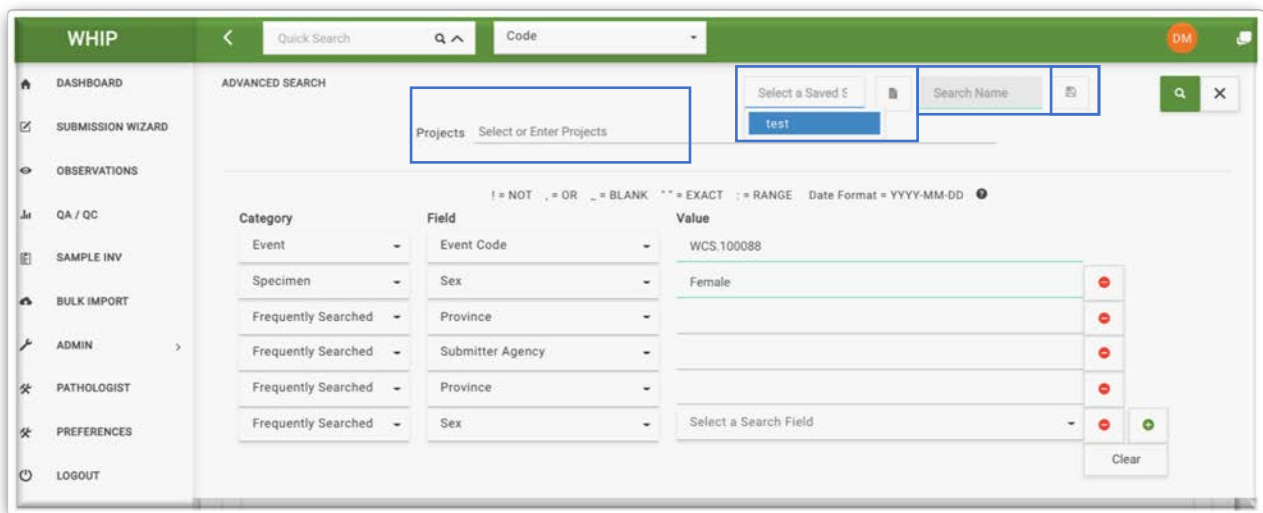 WHIP
Quick Search
Code
DM
DASHBOARD
SUBMISSION WIZARD
OBSERVATIONS
QA / QC
SAMPLE INV
BULK IMPORT
ADMIN
PATHOLOGIST
PREFERENCES
LOGOUT
ADVANCED SEARCH
Select a Saved S
Search Name
test
Projects Select or Enter Projects
! = NOT , = OR _ = BLANK "" = EXACT : = RANGE Date Format = YYYY-MM-DD ?
Category Field Value
Event Event Code WCS.100088
Specimen Sex Female
Frequently Searched Province
Frequently Searched Submitter Agency
Frequently Searched Province
Frequently Searched Sex Select a Search Field
Clear